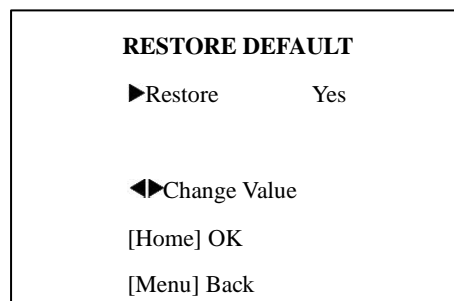 RESTORE DEFAULT
▶Restore Yes
◀▶Change Value
[Home] OK
[Menu] Back